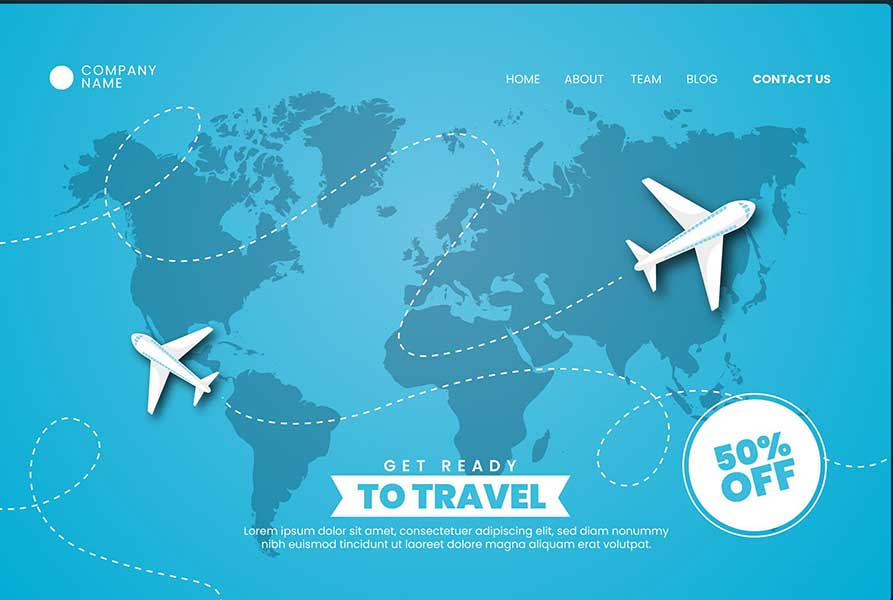 COMPANY
NAME
HOME ABOUT TEAM BLOG CONTACT US
GET READY
TO TRAVEL
Lorem ipsum dolor sit amet, consectetuer adipiscing elit, sed diam nonummy
nibh euismod tincidunt ut laoreet dolore magna aliquam erat volutpat.
50%
OFF